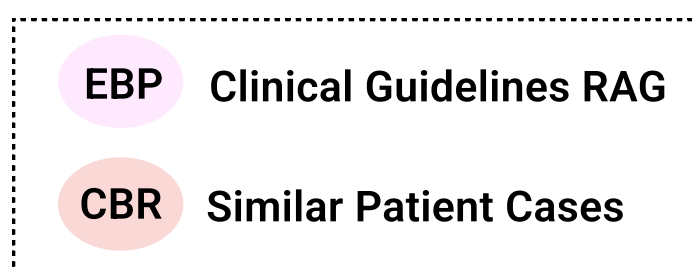 EBP Clinical Guidelines RAG
CBR Similar Patient Cases